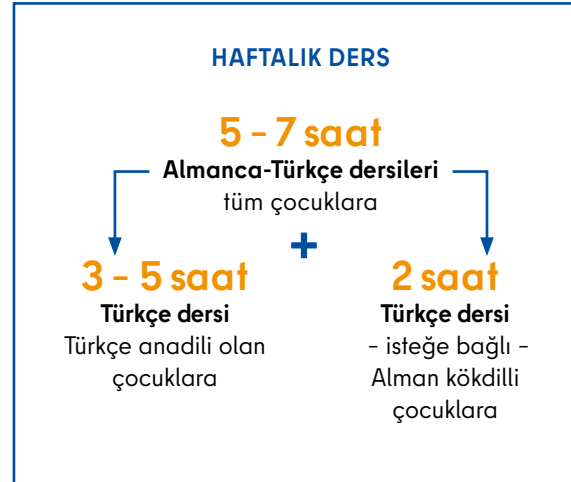 HAFTALIK DERS
5 – 7 saat
Almanca-Türkçe dersileri
tüm çocuklara
+
3 – 5 saat
Türkçe dersi
Türkçe anadili olan
çocuklara
2 saat
Türkçe dersi
– isteğe bağlı –
Alman kökdilli
çocuklara